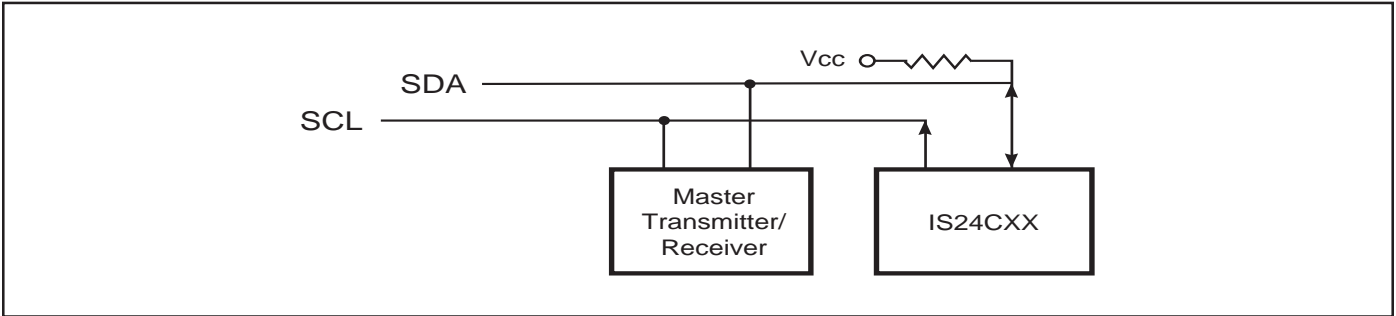 Vcc
SDA
SCL
Master
Transmitter/
Receiver
IS24CXX